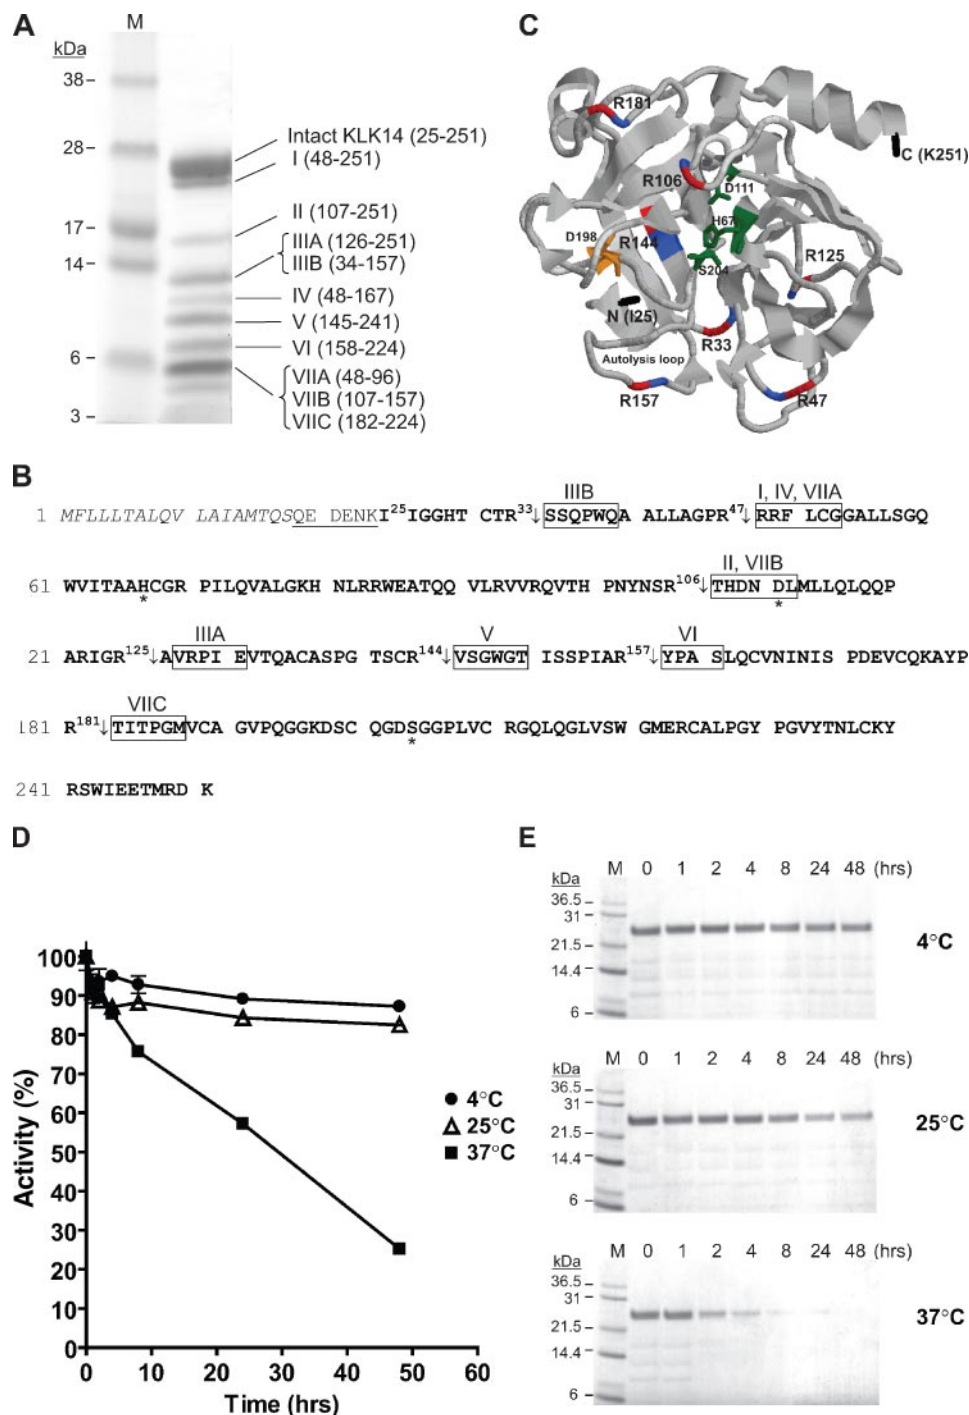 A
M
kDa
38
28
17
14
6
3
Intact KLK14 (25-251)
I (48-251)
II (107-251)
IIIA (126-251)
IIIB (34-157)
IV (48-167)
V (145-241)
VI (158-224)
VIIA (48-96)
VIIB (107-157)
VIIC (182-224)
C
R181
C (K251)
R106
D111
H67
D198
R144
S204
R125
N (I25)
R33
Autolysis loop
R157
R47
B
IIIB I, IV, VIIA
1 MFLLLTALQV LAIAMTQSQE DENKI25IGGHT CTR33↓SSQPWQA ALLAGPR47↓RRF LCGGALLSGQ
II, VIIB
61 WVITAAHCGR PILQVALGKH NLRRWEATQQ VLRVVRQVTH PNYNSR106↓THDN DLMLLQLQQP
* *
IIIA V VI
21 ARIGR125↓AVRPIE VTQACASPG TSCR144↓VSGWGT ISSPIAR157↓YPA SLQCVNINIS PDEVCQKAYP
VIIC
181 R181↓TITPGMVCA GVPQGGKDSC QGDSGGPLVC RGQLQGLVSW GMERCALPGY PGVYTNLCKY
*
241 RSWIEETMRD K
D
Activity (%)
100
90
80
70
60
50
40
30
20
10
0
0 10 20 30 40 50 60
Time (hrs)
4°C
25°C
37°C
E
M 0 1 2 4 8 24 48 (hrs)
kDa
36.5
31
21.5
14.4
6
4°C
M 0 1 2 4 8 24 48 (hrs)
kDa
36.5
31
21.5
14.4
6
25°C
M 0 1 2 4 8 24 48 (hrs)
kDa
36.5
31
21.5
14.4
6
37°C